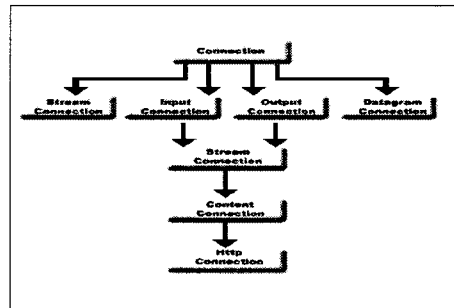 Connection
Stream
Connection
Input
Connection
Output
Connection
Datagram
Connection
Stream
Connection
Content
Connection
Http
Connection